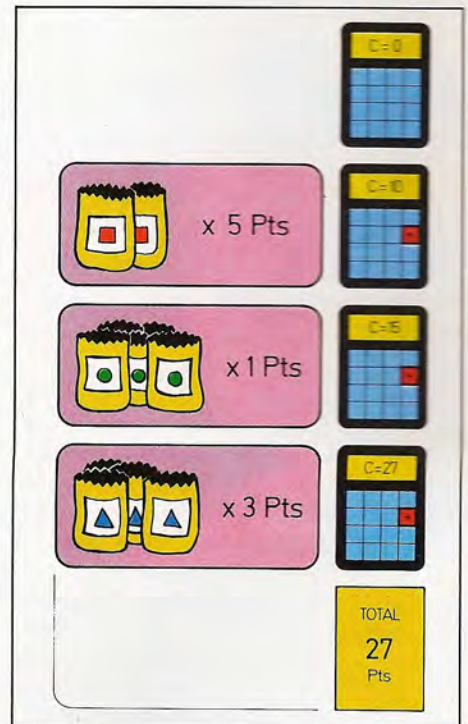 C=0
x 5 Pts
C=10
x 1 Pts
C=15
x 3 Pts
C=27
TOTAL
27
Pts